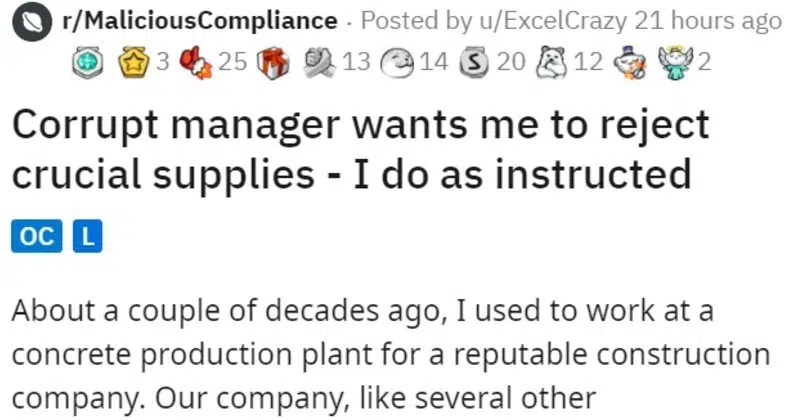 r/MaliciousCompliance · Posted by u/ExcelCrazy 21 hours ago
3 25 13 14 S 20 12 2
Corrupt manager wants me to reject
crucial supplies - I do as instructed
OC L
About a couple of decades ago, I used to work at a
concrete production plant for a reputable construction
company. Our company, like several other